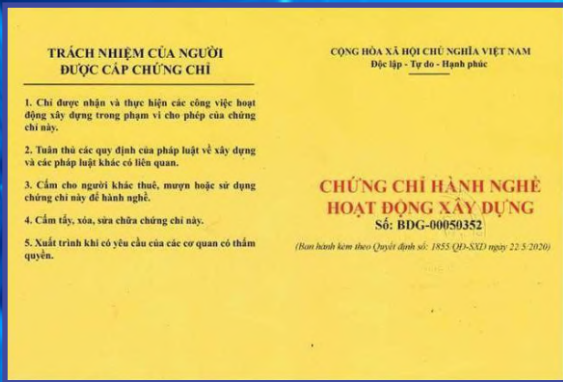 TRÁCH NHIỆM CỦA NGƯỜI
ĐƯỢC CẤP CHỨNG CHỈ
1. Chỉ được nhận và thực hiện các công việc hoạt
động xây dựng trong phạm vi cho phép của chứng
chỉ này.
2. Tuân thủ các quy định của pháp luật về xây dựng
và các pháp luật khác có liên quan.
3. Cấm cho người khác thuê, mượn hoặc sử dụng
chứng chỉ này để hành nghề.
4. Cấm tẩy, xóa, sửa chữa chứng chỉ này.
5. Xuất trình khi có yêu cầu của các cơ quan có thẩm
quyền.
CỘNG HÒA XÃ HỘI CHỦ NGHĨA VIỆT NAM
Độc lập - Tự do - Hạnh phúc
CHỨNG CHỈ HÀNH NGHỀ
HOẠT ĐỘNG XÂY DỰNG
Số: BDG-00050352
(Ban hành kèm theo Quyết định số: 1855/QĐ-SXD ngày 22/5/2020)